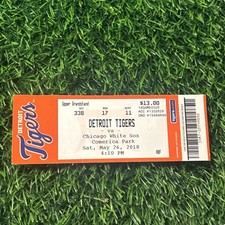 DETROIT
Tigers
Upper Grandstand
$13.00
338 17 11
DETROIT TIGERS
vs
Chicago White Sox
Comerica Park
Sat, May 26, 2018
4:10 PM